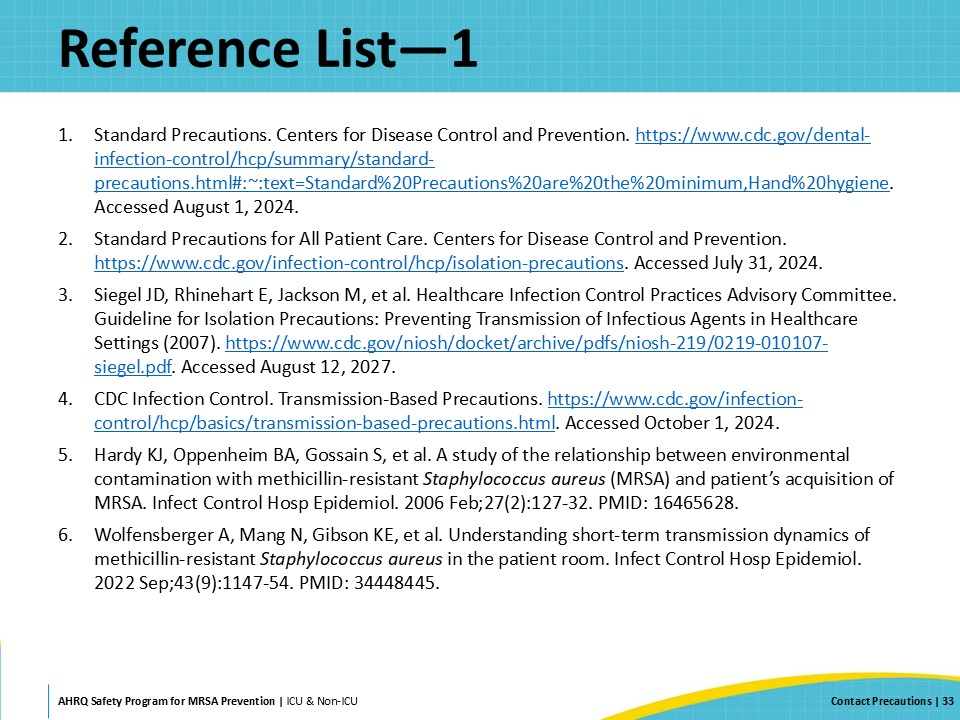 Reference List—1
1. Standard Precautions. Centers for Disease Control and Prevention. https://www.cdc.gov/dental-
infection-control/hcp/summary/standard-
precautions.html#:~:text=Standard%20Precautions%20are%20the%20minimum,Hand%20hygiene.
Accessed August 1, 2024.
2. Standard Precautions for All Patient Care. Centers for Disease Control and Prevention.
https://www.cdc.gov/infection-control/hcp/isolation-precautions. Accessed July 31, 2024.
3. Siegel JD, Rhinehart E, Jackson M, et al. Healthcare Infection Control Practices Advisory Committee.
Guideline for Isolation Precautions: Preventing Transmission of Infectious Agents in Healthcare
Settings (2007). https://www.cdc.gov/niosh/docket/archive/pdfs/niosh-219/0219-010107-
siegel.pdf. Accessed August 12, 2027.
4. CDC Infection Control. Transmission-Based Precautions. https://www.cdc.gov/infection-
control/hcp/basics/transmission-based-precautions.html. Accessed October 1, 2024.
5. Hardy KJ, Oppenheim BA, Gossain S, et al. A study of the relationship between environmental
contamination with methicillin-resistant Staphylococcus aureus (MRSA) and patient’s acquisition of
MRSA. Infect Control Hosp Epidemiol. 2006 Feb;27(2):127-32. PMID: 16465628.
6. Wolfensberger A, Mang N, Gibson KE, et al. Understanding short-term transmission dynamics of
methicillin-resistant Staphylococcus aureus in the patient room. Infect Control Hosp Epidemiol.
2022 Sep;43(9):1147-54. PMID: 34448445.
AHRQ Safety Program for MRSA Prevention | ICU & Non-ICU
Contact Precautions | 33